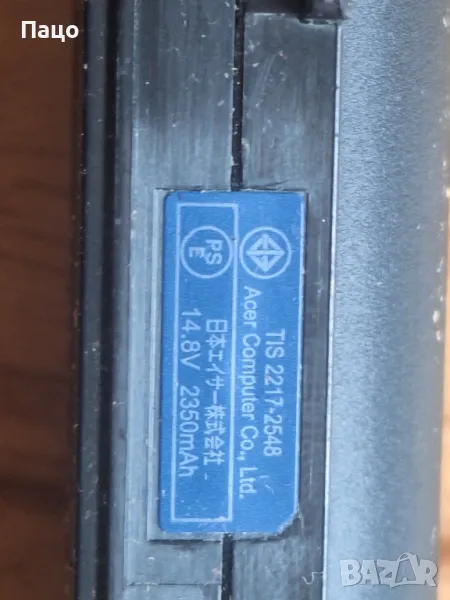 Пацо
TIS 2217-2548
Acer Computer Co., Ltd.
PS
E
日本エイサー株式会社
14.8V 2350mAh
BAZAR